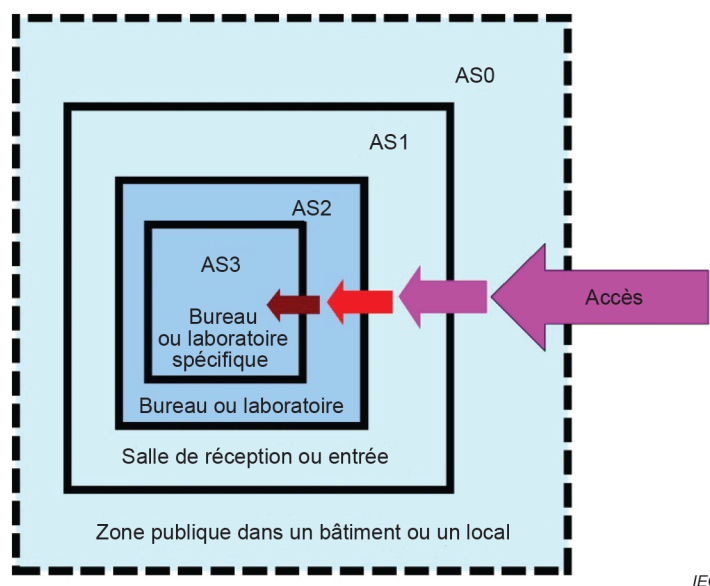 AS0
AS1
AS2
AS3
Accès
Bureau
ou laboratoire
spécifique
Bureau ou laboratoire
Salle de réception ou entrée
Zone publique dans un bâtiment ou un local